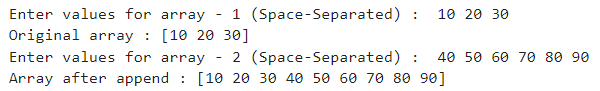 Enter values for array - 1 (Space-Separated) :  10 20 30
Original array : [10 20 30]
Enter values for array - 2 (Space-Separated) :  40 50 60 70 80 90
Array after append : [10 20 30 40 50 60 70 80 90]